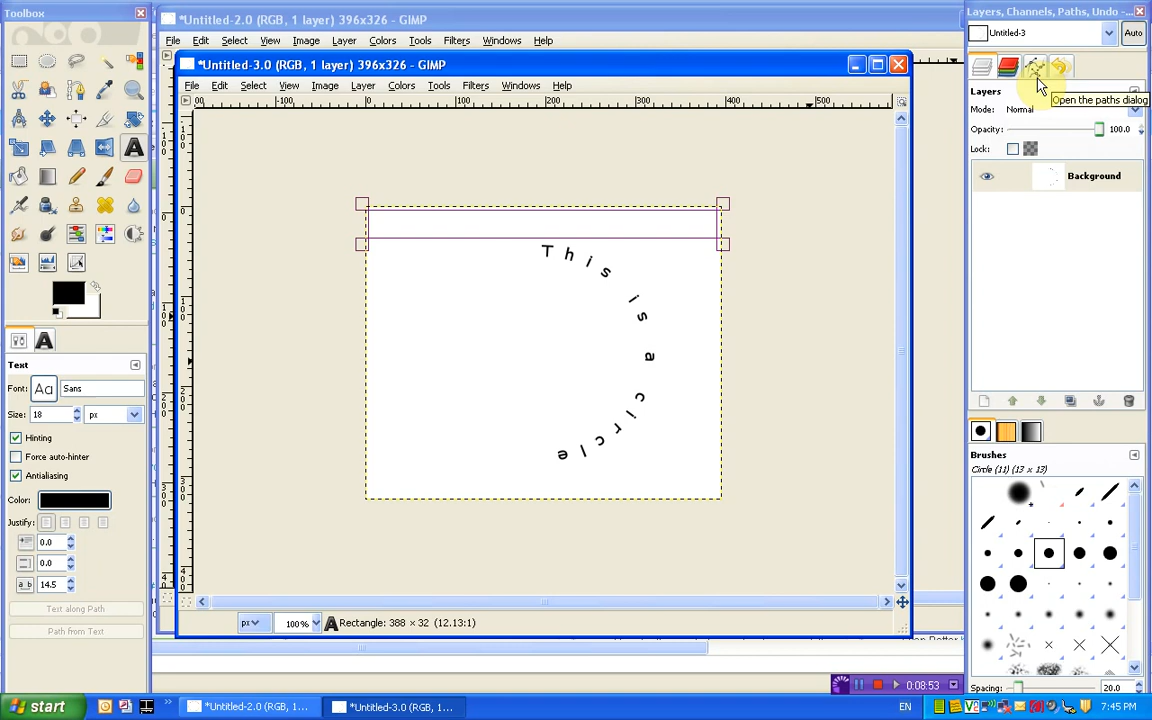 Toolbox
*Untitled-2.0 (RGB, 1 layer) 396x326 - GIMP
File Edit Select View Image Layer Colors Tools Filters Windows Help
*Untitled-3.0 (RGB, 1 layer) 396x326 - GIMP
File Edit Select View Image Layer Colors Tools Filters Windows Help
This is a circle
px 100% Rectangle: 388 × 32 (12.13:1)
Select
Text
Font: Aa Sans
Size: 18 px
Hinting
Force auto-hinter
Antialiasing
Color:
Justify:
0.0
0.0
14.5
Text along Path
Path from Text
Layers, Channels, Paths, Undo -...
Untitled-3 Auto
Open the paths dialog
Layers
Mode: Normal
Opacity: 100.0
Lock:
Background
Brushes
Circle (11) (13 × 13)
Spacing: 20.0
0:08:53
start
*Untitled-2.0 (RGB, 1...
*Untitled-3.0 (RGB, 1...
EN
7:45 PM